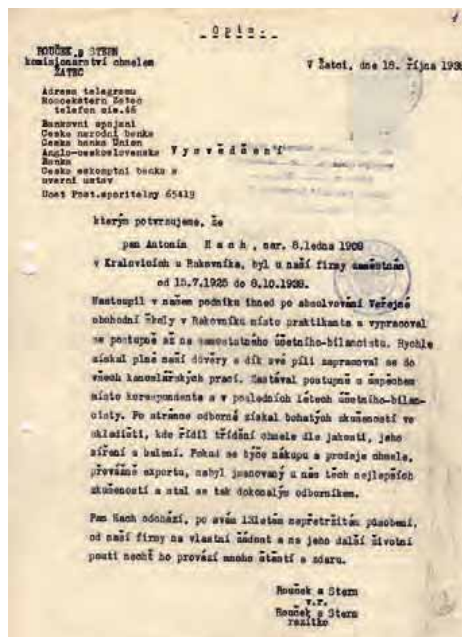 Opis.
ROUČEK a STERN
komisionářství chmelem
ŽATEC
V Žatci, dne 18. října 1938
Adresa telegramu
Roucekstern Žatec
telefon čís.46
Bankovní spojení
Česká národní banka
Česká banka Union
Anglo-československá
Banka
Česká eskomptní banka a
úvěrní ústav
Účet Post.spořitelny 65419
Vysvědčení
kterým potvrzujeme, že
pan Antonín Hach, nar. 8.ledna 1909
v Kralovicích u Rakovníka, byl u naší firmy zaměstnán
od 15.7.1925 do 8.10.1938.
Nastoupil v našem podniku ihned po absolvování Veřejné
obchodní školy v Rakovníku místo praktikanta a vypracoval
se postupně až na samostatného účetního-bilancistu. Rychle
získal plné naší důvěry a dík své píli zapracoval se do
všech kancelářských prací. Zastával postupně s úspěchem
místo korespondenta a v posledních létech účetního-bilan-
cisty. Po stránce odborné získal bohatých zkušeností ve
skladišti, kde řídil třídění chmele dle jakosti, jeho
síření a balení. Pokud se týče nákupu a prodeje chmele,
převážně exportu, nabyl jmenovaný u nás těch nejlepších
zkušeností a stal se tak dokonalým odborníkem.
Pan Hach odchází, po svém 13letém nepřetržitém působení,
od naší firmy na vlastní žádost a na jeho další životní
pouti nechť ho provází mnoho štěstí a zdaru.
Rouček a Stern
v.r.
Rouček a Stern
razítko